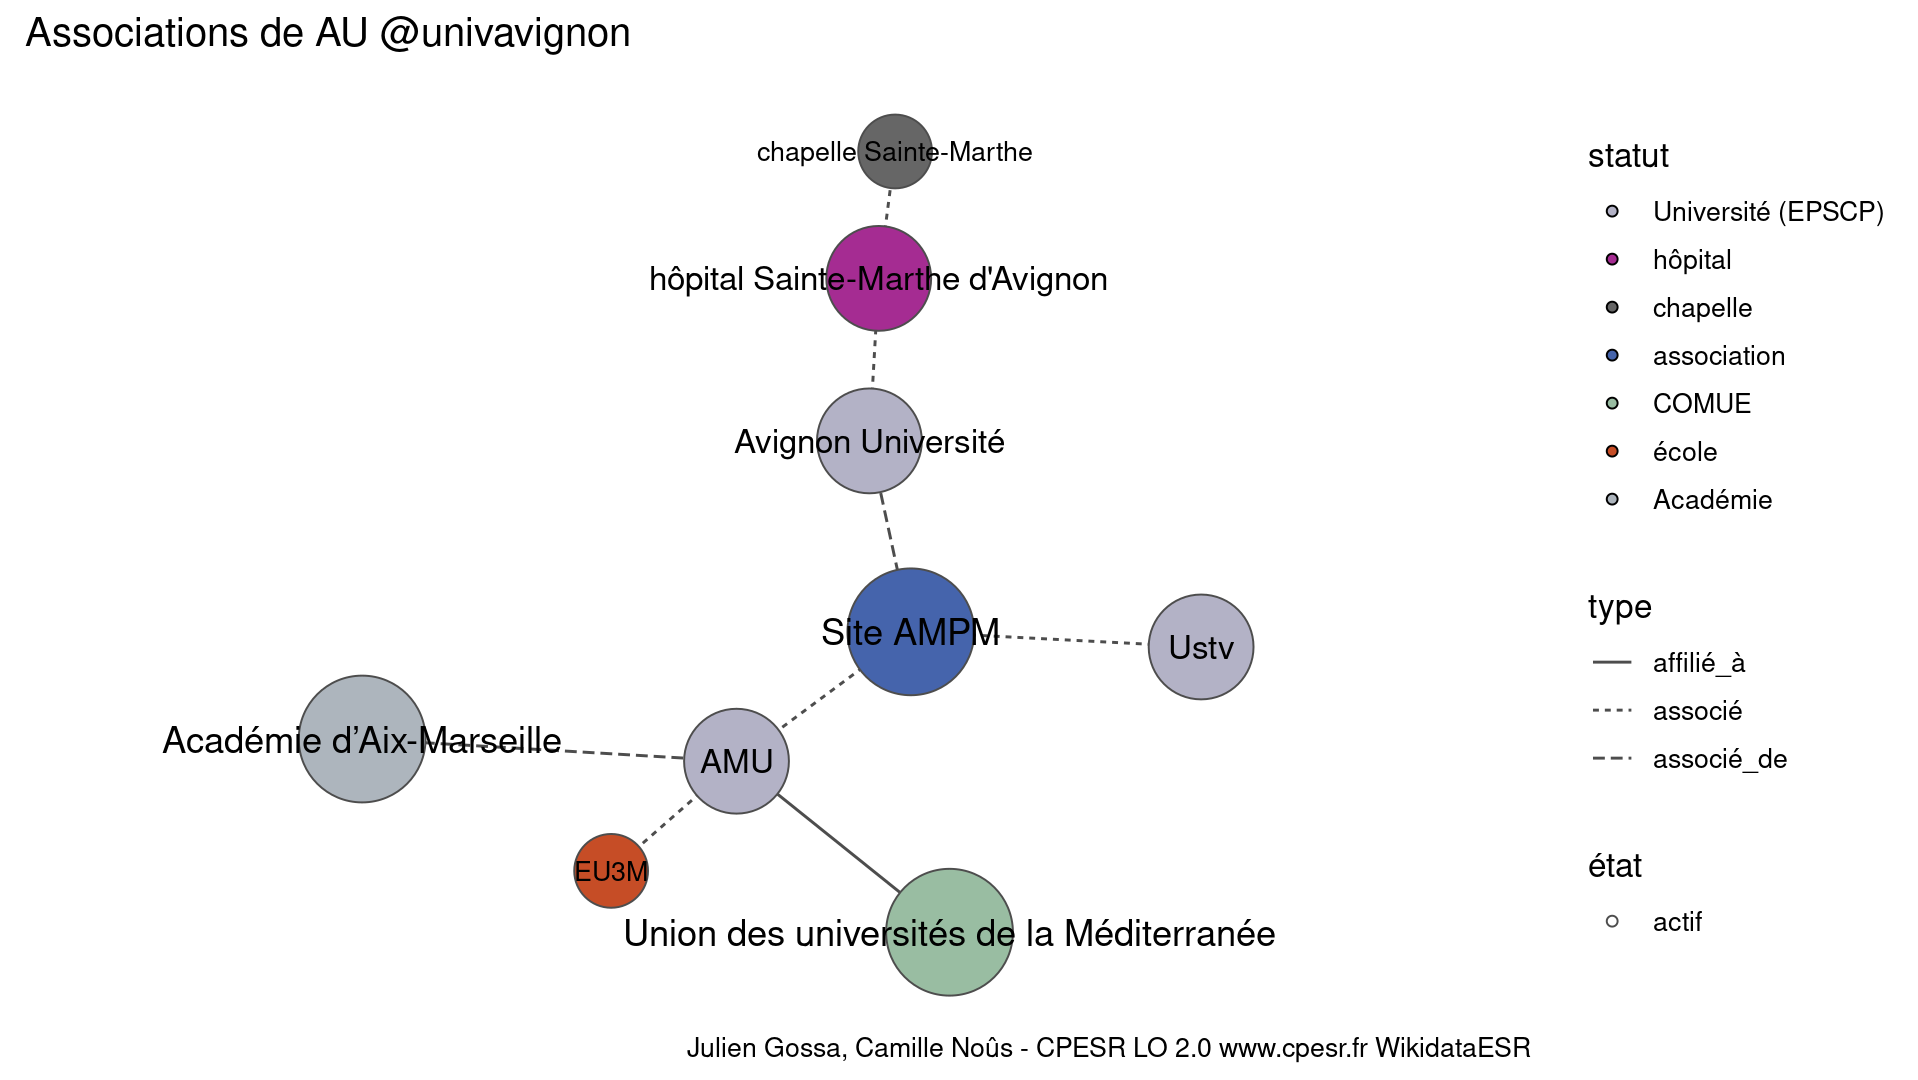 Associations de AU @univavignon
chapelle Sainte-Marthe
hôpital Sainte-Marthe d'Avignon
Avignon Université
Site AMPM
Ustv
Académie d’Aix-Marseille
AMU
EU3M
Union des universités de la Méditerranée
statut
Université (EPSCP)
hôpital
chapelle
association
COMUE
école
Académie
type
affilié_à
associé
associé_de
état
actif
Julien Gossa, Camille Noûs - CPESR LO 2.0 www.cpesr.fr WikidataESR